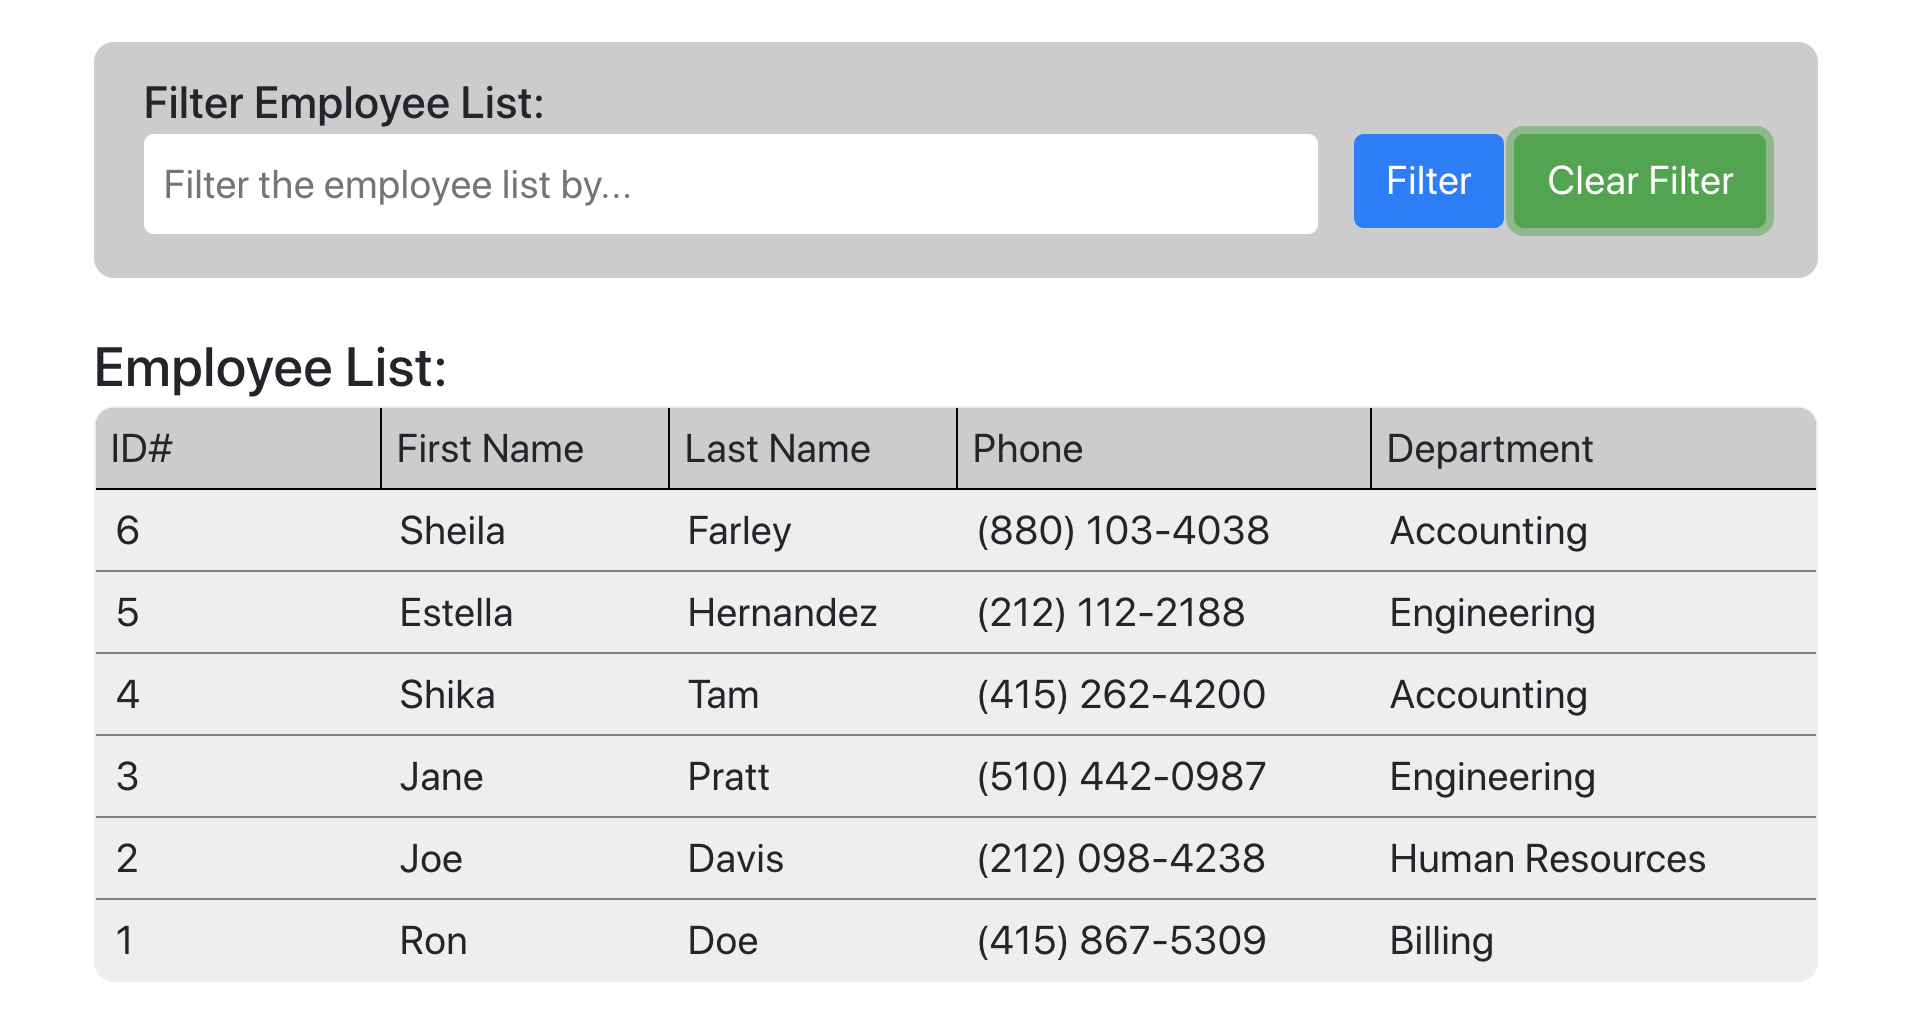 Filter Employee List:
Filter the employee list by...
Filter
Clear Filter
Employee List:
ID# First Name Last Name Phone Department
6 Sheila Farley (880) 103-4038 Accounting
5 Estella Hernandez (212) 112-2188 Engineering
4 Shika Tam (415) 262-4200 Accounting
3 Jane Pratt (510) 442-0987 Engineering
2 Joe Davis (212) 098-4238 Human Resources
1 Ron Doe (415) 867-5309 Billing